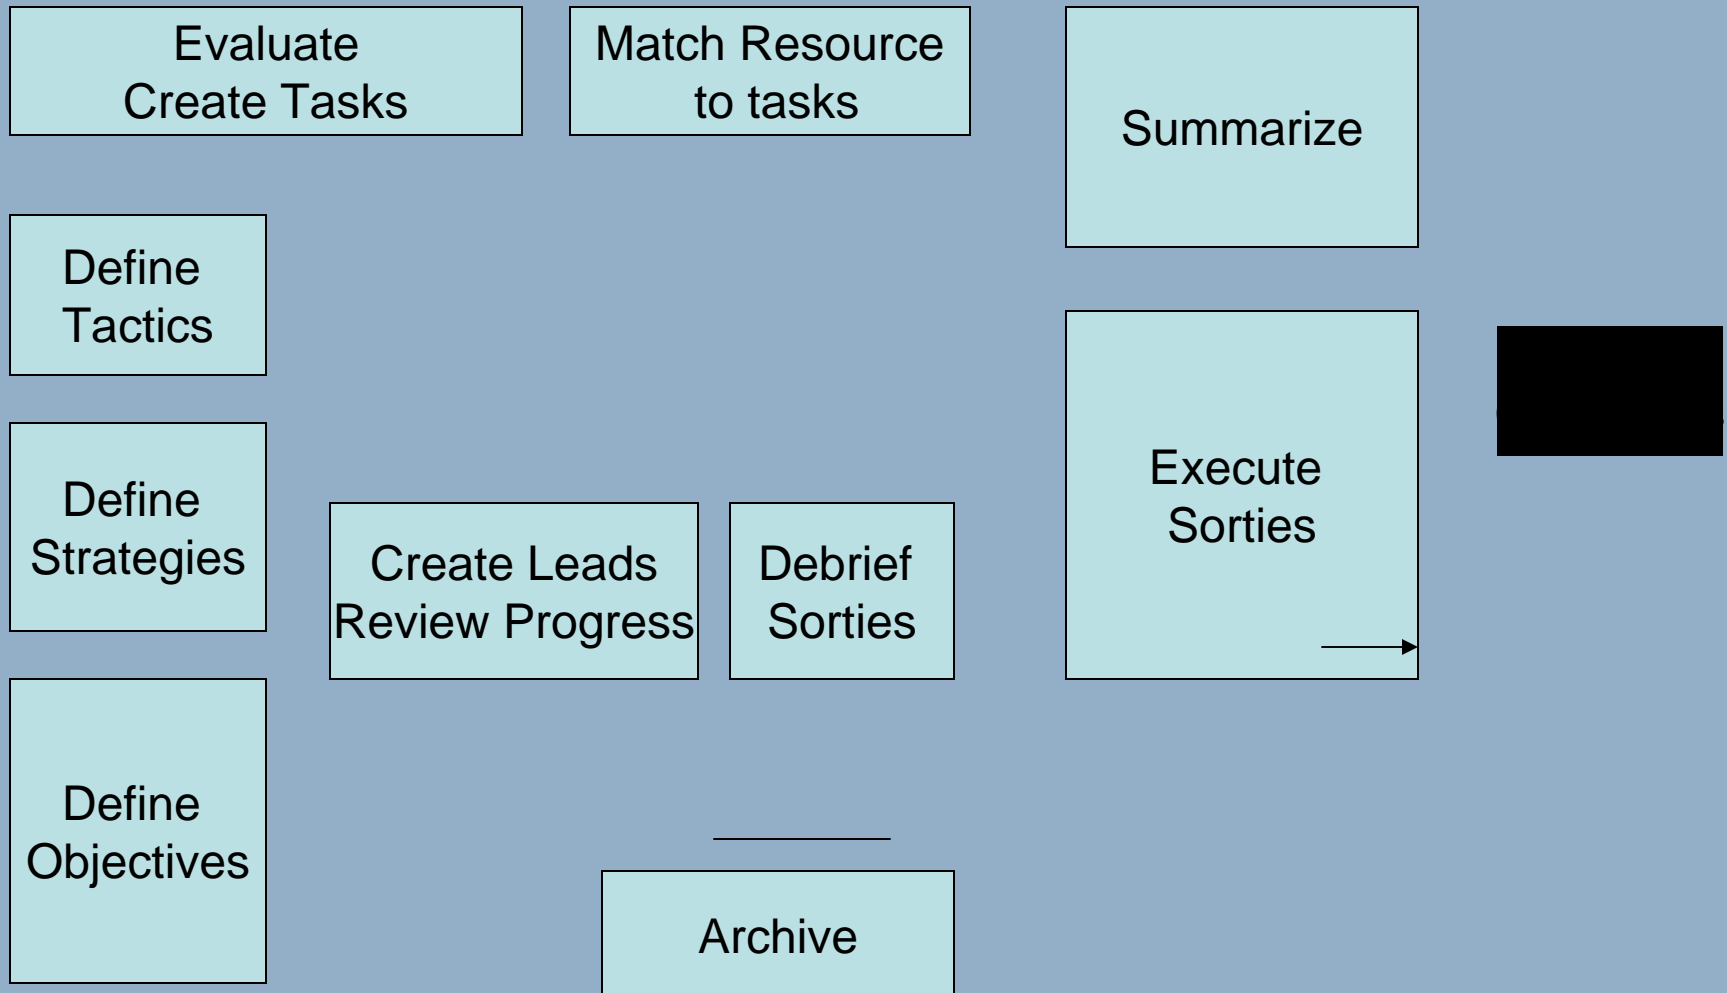 Evaluate
Create Tasks
Match Resource
to tasks
Summarize
Define
Tactics
Execute
Sorties
Define
Strategies
Create Leads
Review Progress
Debrief
Sorties
Define
Objectives
Archive